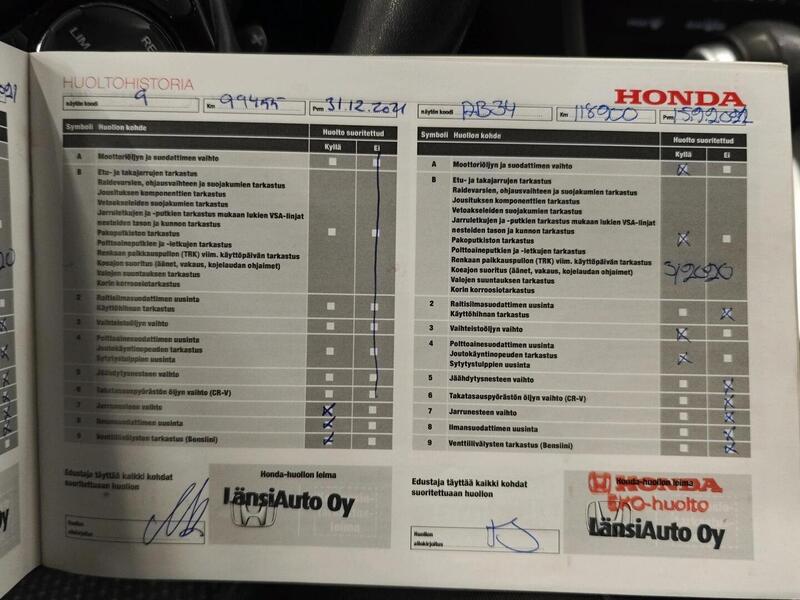 LIM
HUOLTOHISTORIA
näytön koodi 9 Km 99455 Pvm 31.12.2021
Symboli Huollon kohde Huolto suoritettud
Kyllä Ei
A Moottoriöljyn ja suodattimen vaihto
B Etu- ja takajarrujen tarkastus
Raidevarsien, ohjausvaihteen ja suojakumien tarkastus
Jousituksen komponenttien tarkastus
Vetoakseleiden suojakumien tarkastus
Jarruletkujen ja -putkien tarkastus mukaan lukien VSA-linjat
nesteiden tason ja kunnon tarkastus
Pakoputkiston tarkastus
Polttoaineputkien ja -letkujen tarkastus
Renkaan paikkauspullon (TRK) viim. käyttöpäivän tarkastus
Koeajon suoritus (äänet, vakaus, kojelaudan ohjaimet)
Valojen suuntauksen tarkastus
Korin korroosiotarkastus
2 Raitisilmasuodattimen uusinta
Käyttöhihnan tarkastus
3 Vaihteistoöljyn vaihto
4 Polttoainesuodattimen uusinta
Joutokäyntinopeuden tarkastus
Sytytystulppien uusinta
5 Jäähdytysnesteen vaihto
6 Takatasauspyörästön öljyn vaihto (CR-V)
7 Jarrunesteen vaihto
8 Ilmansuodattimen uusinta
9 Venttiilivälysten tarkastus (Bensiini)
Edustaja täyttää kaikki kohdat
suoritettuaan huollon
Huollon
allekirjoitus
Honda-huollon leima
LänsiAuto Oy
HONDA
näytön koodi AB34 Km 118900 Pvm
Symboli Huollon kohde Huolto suoritettud
Kyllä Ei
A Moottoriöljyn ja suodattimen vaihto
B Etu- ja takajarrujen tarkastus
Raidevarsien, ohjausvaihteen ja suojakumien tarkastus
Jousituksen komponenttien tarkastus
Vetoakseleiden suojakumien tarkastus
Jarruletkujen ja -putkien tarkastus mukaan lukien VSA-linjat
nesteiden tason ja kunnon tarkastus
Pakoputkiston tarkastus
Polttoaineputkien ja -letkujen tarkastus
Renkaan paikkauspullon (TRK) viim. käyttöpäivän tarkastus
Koeajon suoritus (äänet, vakaus, kojelaudan ohjaimet) 5/2020
Valojen suuntauksen tarkastus
Korin korroosiotarkastus
2 Raitisilmasuodattimen uusinta
Käyttöhihnan tarkastus
3 Vaihteistoöljyn vaihto
4 Polttoainesuodattimen uusinta
Joutokäyntinopeuden tarkastus
Sytytystulppien uusinta
5 Jäähdytysnesteen vaihto
6 Takatasauspyörästön öljyn vaihto (CR-V)
7 Jarrunesteen vaihto
8 Ilmansuodattimen uusinta
9 Venttiilivälysten tarkastus (Bensiini)
Edustaja täyttää kaikki kohdat
suoritettuaan huollon
Huollon
allekirjoitus
Honda-huollon leima
HONDA
EKO-huolto
LänsiAuto Oy